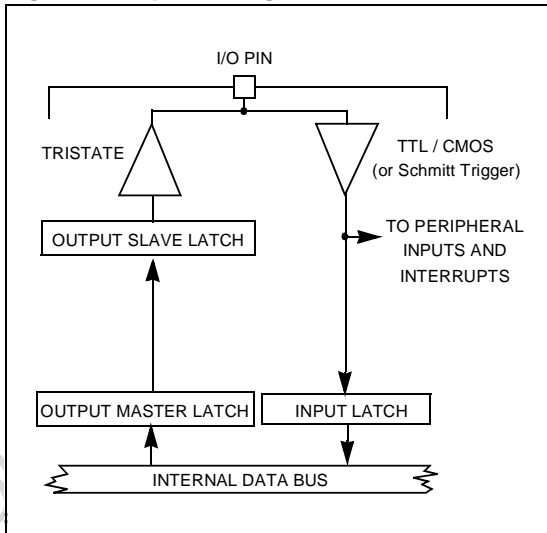 I/O PIN
TRISTATE
TTL / CMOS
(or Schmitt Trigger)
TO PERIPHERAL
INPUTS AND
INTERRUPTS
OUTPUT SLAVE LATCH
OUTPUT MASTER LATCH
INPUT LATCH
INTERNAL DATA BUS